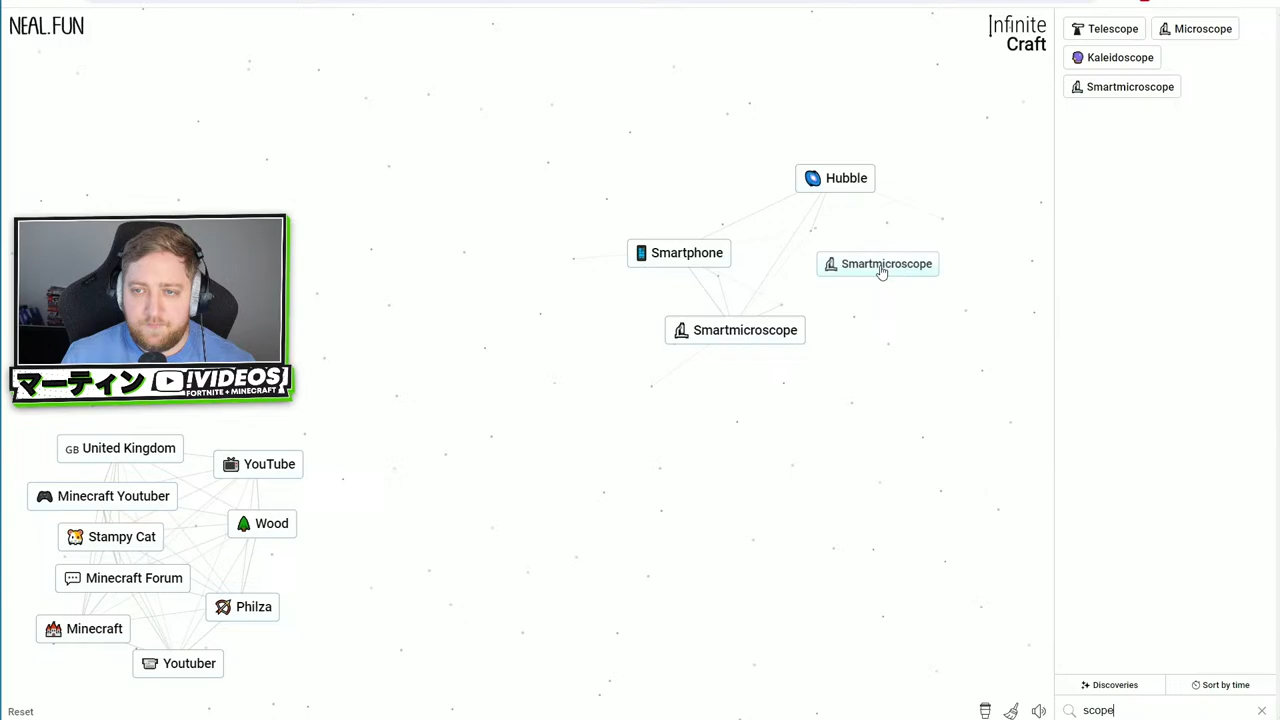 NEAL.FUN
Infinite
Craft
Telescope
Microscope
Kaleidoscope
Smartmicroscope
Hubble
Smartphone
Smartmicroscope
Smartmicroscope
マーティン !VIDEOS
FORTNITE + MINECRAFT
GB United Kingdom
YouTube
Minecraft Youtuber
Wood
Stampy Cat
Minecraft Forum
Philza
Minecraft
Youtuber
Reset
Discoveries
Sort by time
scope